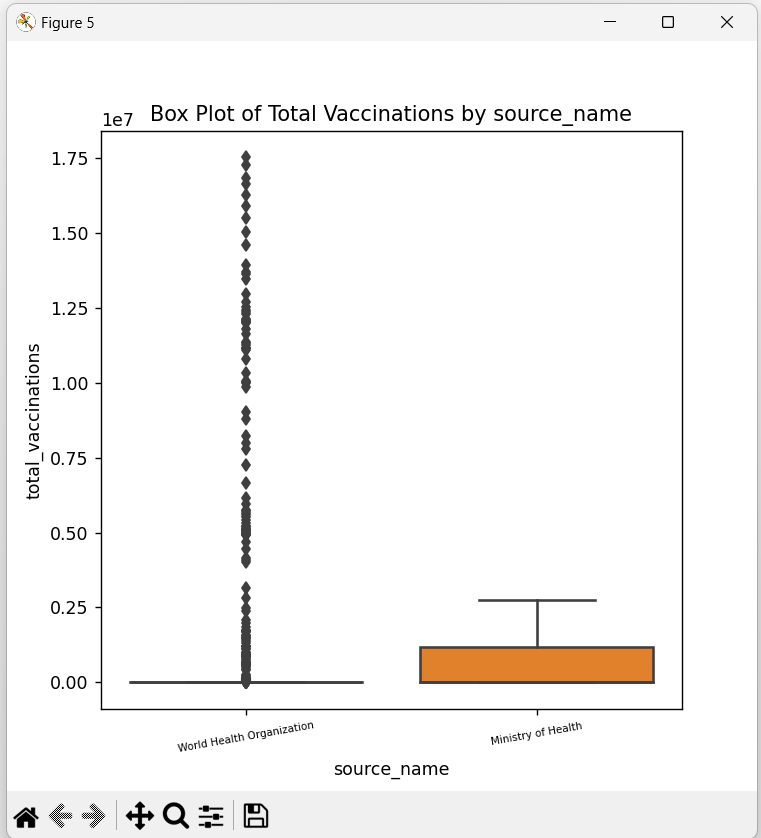 Figure 5
1e7
Box Plot of Total Vaccinations by source_name
1.75
1.50
1.25
1.00
0.75
0.50
0.25
0.00
total_vaccinations
World Health Organization
Ministry of Health
source_name